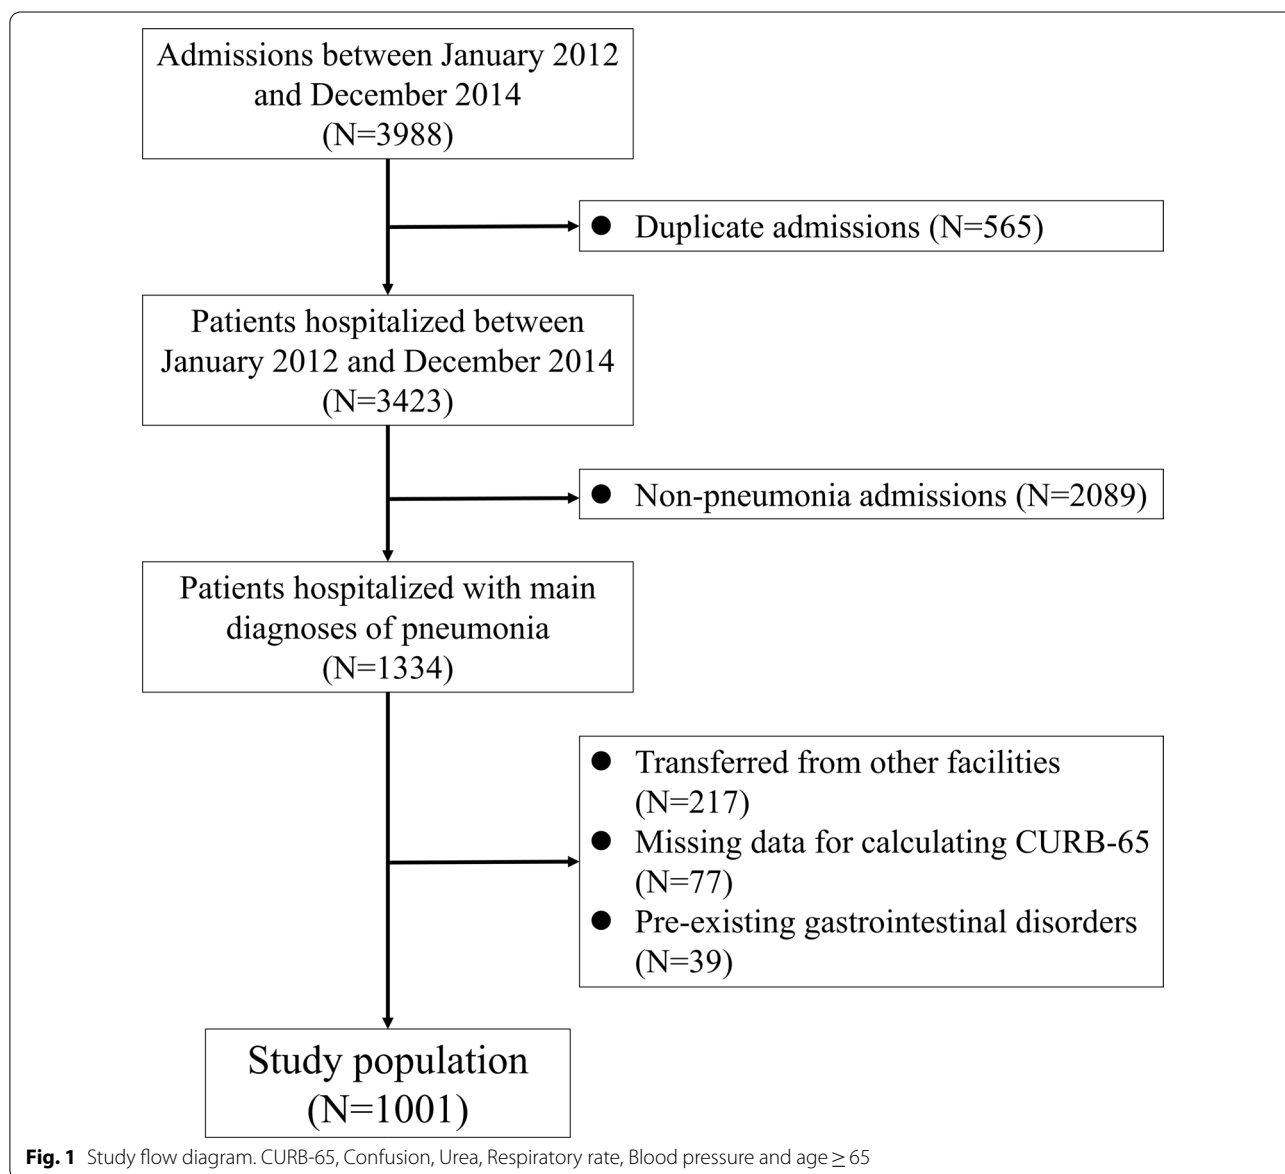 Admissions between January 2012
and December 2014
(N=3988)
● Duplicate admissions (N=565)
Patients hospitalized between
January 2012 and December 2014
(N=3423)
● Non-pneumonia admissions (N=2089)
Patients hospitalized with main
diagnoses of pneumonia
(N=1334)
● Transferred from other facilities
(N=217)
● Missing data for calculating CURB-65
(N=77)
● Pre-existing gastrointestinal disorders
(N=39)
Study population
(N=1001)
Fig. 1 Study flow diagram. CURB-65, Confusion, Urea, Respiratory rate, Blood pressure and age ≥ 65